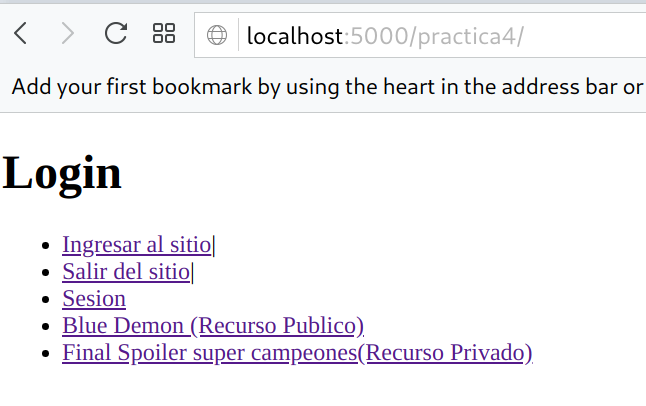 localhost:5000/practica4/
Add your first bookmark by using the heart in the address bar or
Login
Ingresar al sitio|
Salir del sitio|
Sesion
Blue Demon (Recurso Publico)
Final Spoiler super campeones(Recurso Privado)